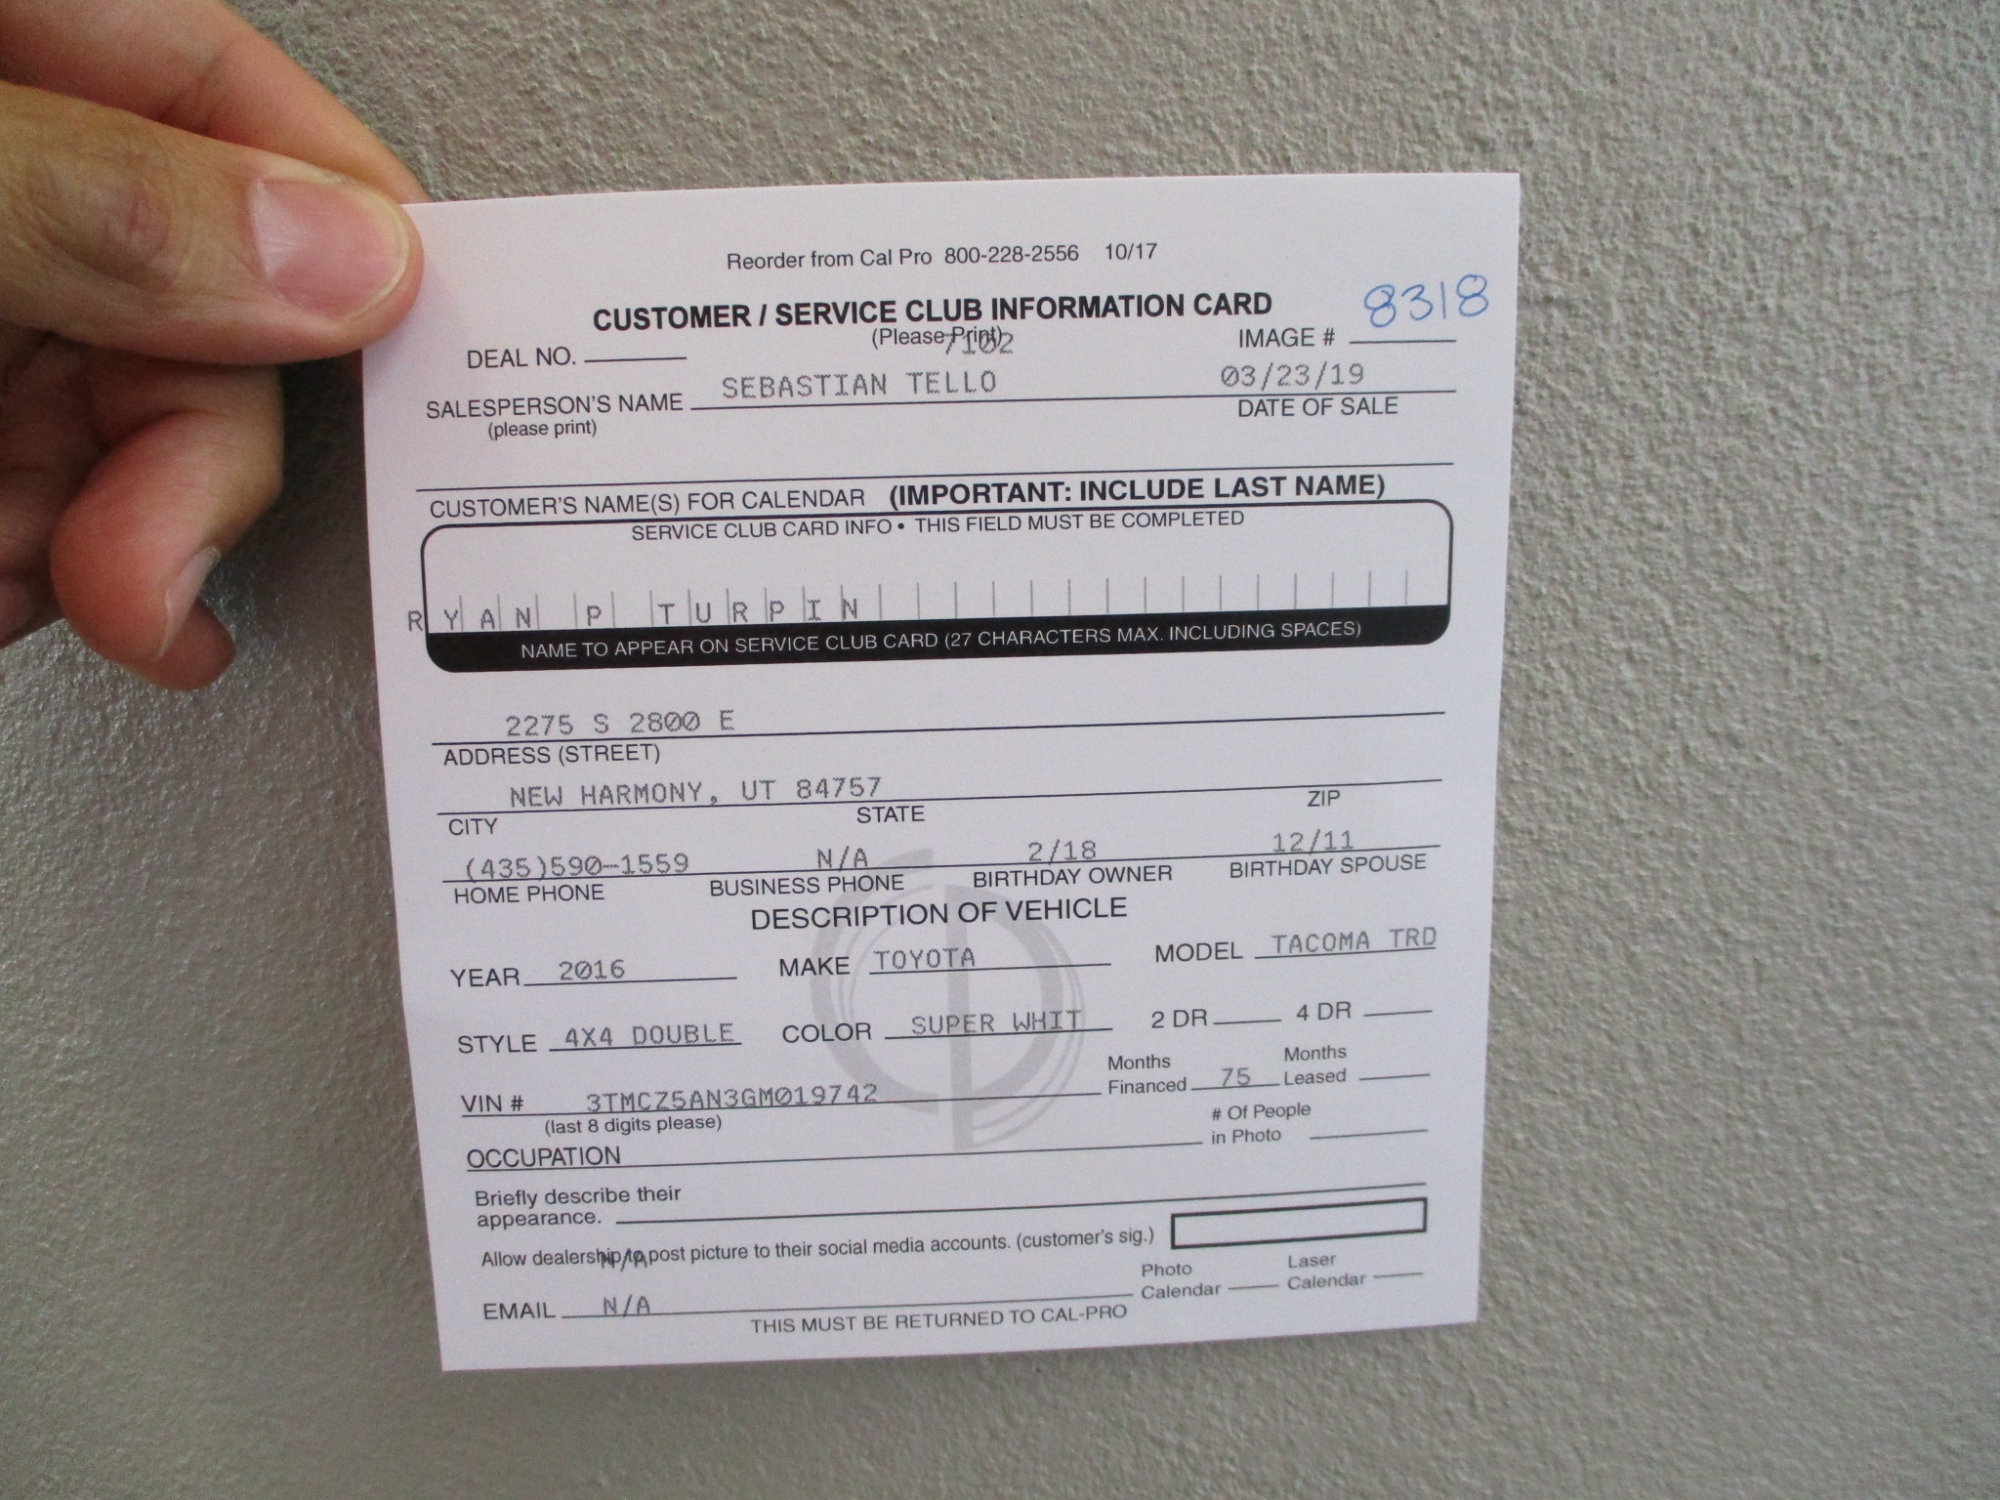 Reorder from Cal Pro 800-228-2556 10/17
CUSTOMER / SERVICE CLUB INFORMATION CARD
8318
(Please Print)
7102
DEAL NO. IMAGE #
SALESPERSON'S NAME SEBASTIAN TELLO 03/23/19
(please print) DATE OF SALE
CUSTOMER'S NAME(S) FOR CALENDAR (IMPORTANT: INCLUDE LAST NAME)
SERVICE CLUB CARD INFO • THIS FIELD MUST BE COMPLETED
RYAN P TURPIN
NAME TO APPEAR ON SERVICE CLUB CARD (27 CHARACTERS MAX. INCLUDING SPACES)
2275 S 2800 E
ADDRESS (STREET)
NEW HARMONY, UT 84757
CITY STATE ZIP
(435)590-1559 N/A 2/18 12/11
HOME PHONE BUSINESS PHONE BIRTHDAY OWNER BIRTHDAY SPOUSE
DESCRIPTION OF VEHICLE
YEAR 2016 MAKE TOYOTA MODEL TACOMA TRD
STYLE 4X4 DOUBLE COLOR SUPER WHIT 2 DR 4 DR
VIN # 3TMCZ5AN3GM019742 Months Financed 75 Months Leased
(last 8 digits please)
OCCUPATION # Of People in Photo
Briefly describe their
appearance.
Allow dealership to post picture to their social media accounts. (customer's sig.)
N/A
Photo Calendar Laser Calendar
EMAIL N/A
THIS MUST BE RETURNED TO CAL-PRO